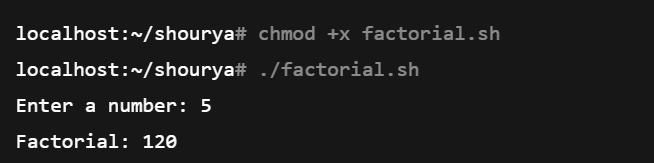 localhost:~/shourya# chmod +x factorial.sh
localhost:~/shourya# ./factorial.sh
Enter a number: 5
Factorial: 120